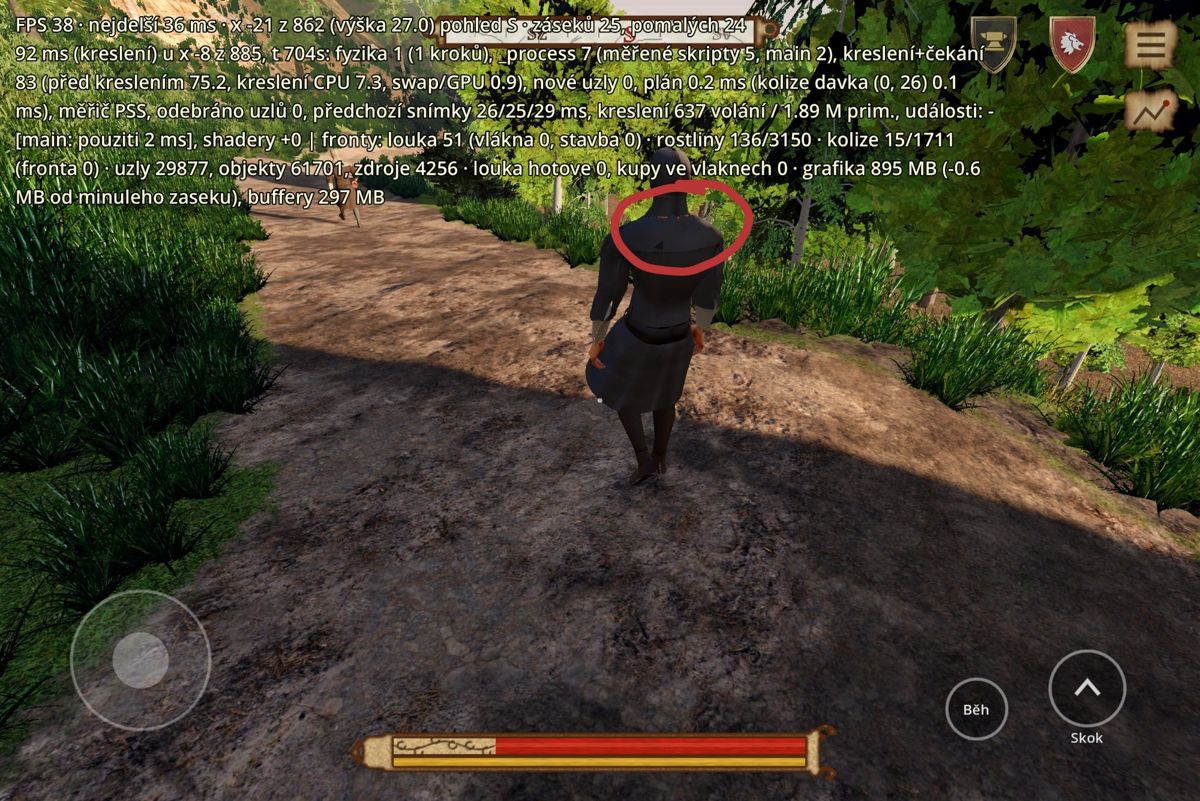 FPS 38 · nejdelší 36 ms · x -21 z 862 (výška 27.0) pohled S · záseků 25, pomalých 24
92 ms (kreslení) u x -8 z 885, t 704s: fyzika 1 (1 kroků), _process 7 (měřené skripty 5, main 2), kreslení+čekání
83 (před kreslením 75.2, kreslení CPU 7.3, swap/GPU 0.9), nové uzly 0, plán 0.2 ms (kolize davka (0, 26) 0.1
ms), měřič PSS, odebráno uzlů 0, předchozí snímky 26/25/29 ms, kreslení 637 volání / 1.89 M prim., události: -
[main: pouziti 2 ms], shadery +0 | fronty: louka 51 (vlákna 0, stavba 0) · rostliny 136/3150 · kolize 15/1711
(fronta 0) · uzly 29877, objekty 61701, zdroje 4256 · louka hotove 0, kupy ve vlaknech 0 · grafika 895 MB (-0.6
MB od minuleho zaseku), buffery 297 MB
Běh
Skok